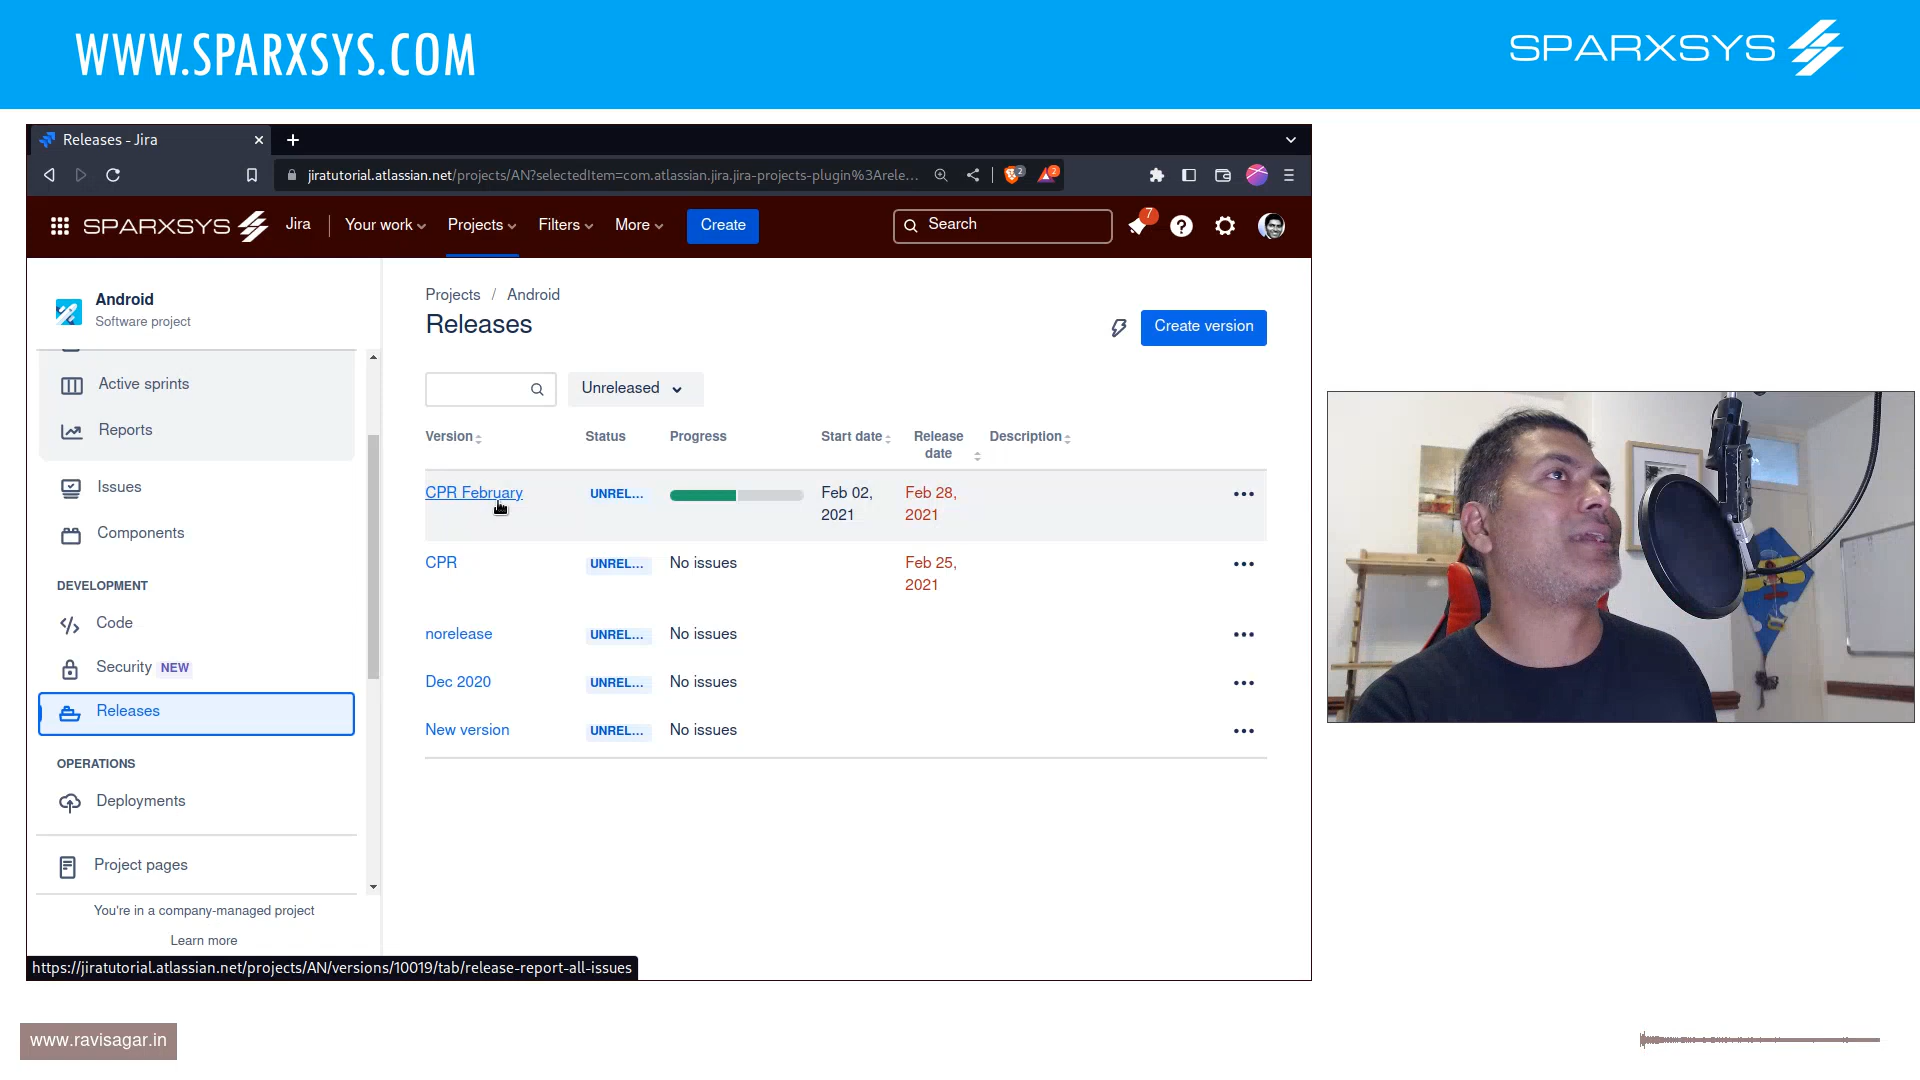 WWW.SPARXSYS.COM
SPARXSYS
Releases - Jira
jiratutorial.atlassian.net/projects/AN?selectedItem=com.atlassian.jira.jira-projects-plugin%3Arele...
2
2
SPARXSYS
Jira
Your work
Projects
Filters
More
Create
Search
7
Android
Software project
Active sprints
Reports
Issues
Components
DEVELOPMENT
Code
Security NEW
Releases
OPERATIONS
Deployments
Project pages
You're in a company-managed project
Learn more
Projects / Android
Releases
Create version
Unreleased
Version Status Progress Start date Release date Description
CPR February UNREL... Feb 02, 2021 Feb 28, 2021
CPR UNREL... No issues Feb 25, 2021
norelease UNREL... No issues
Dec 2020 UNREL... No issues
New version UNREL... No issues
https://jiratutorial.atlassian.net/projects/AN/versions/10019/tab/release-report-all-issues
www.ravisagar.in